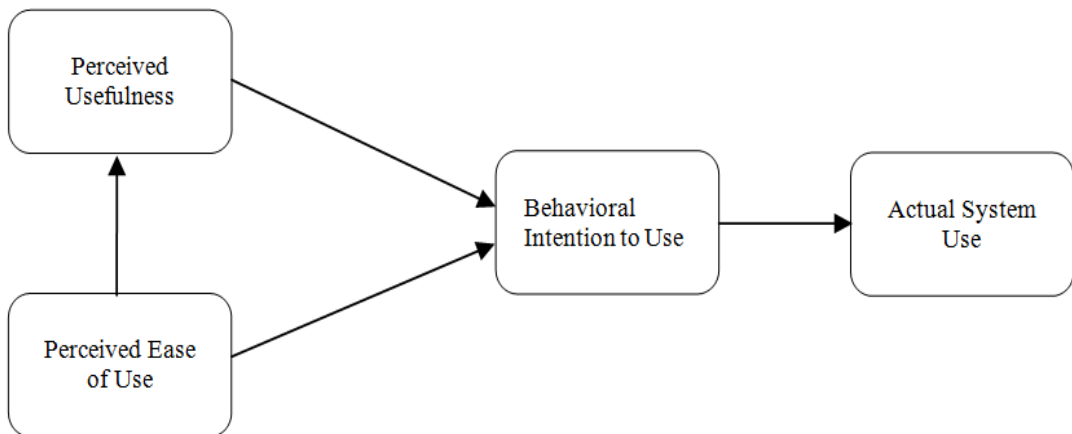 Perceived
Usefulness
Behavioral
Intention to Use
Actual System
Use
Perceived Ease
of Use